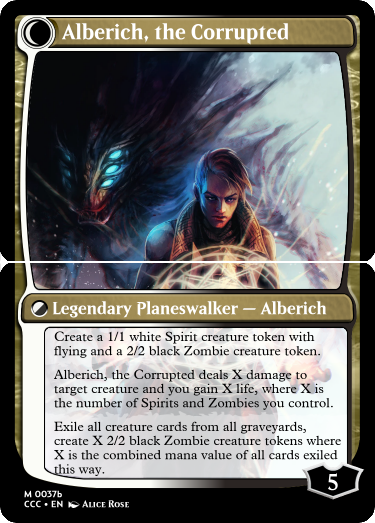 Alberich, the Corrupted
Legendary Planeswalker — Alberich
Create a 1/1 white Spirit creature token with
flying and a 2/2 black Zombie creature token.
Alberich, the Corrupted deals X damage to
target creature and you gain X life, where X is
the number of Spirits and Zombies you control.
Exile all creature cards from all graveyards,
create X 2/2 black Zombie creature tokens where
X is the combined mana value of all cards exiled
this way.
5
M 0037b
CCC • EN Alice Rose